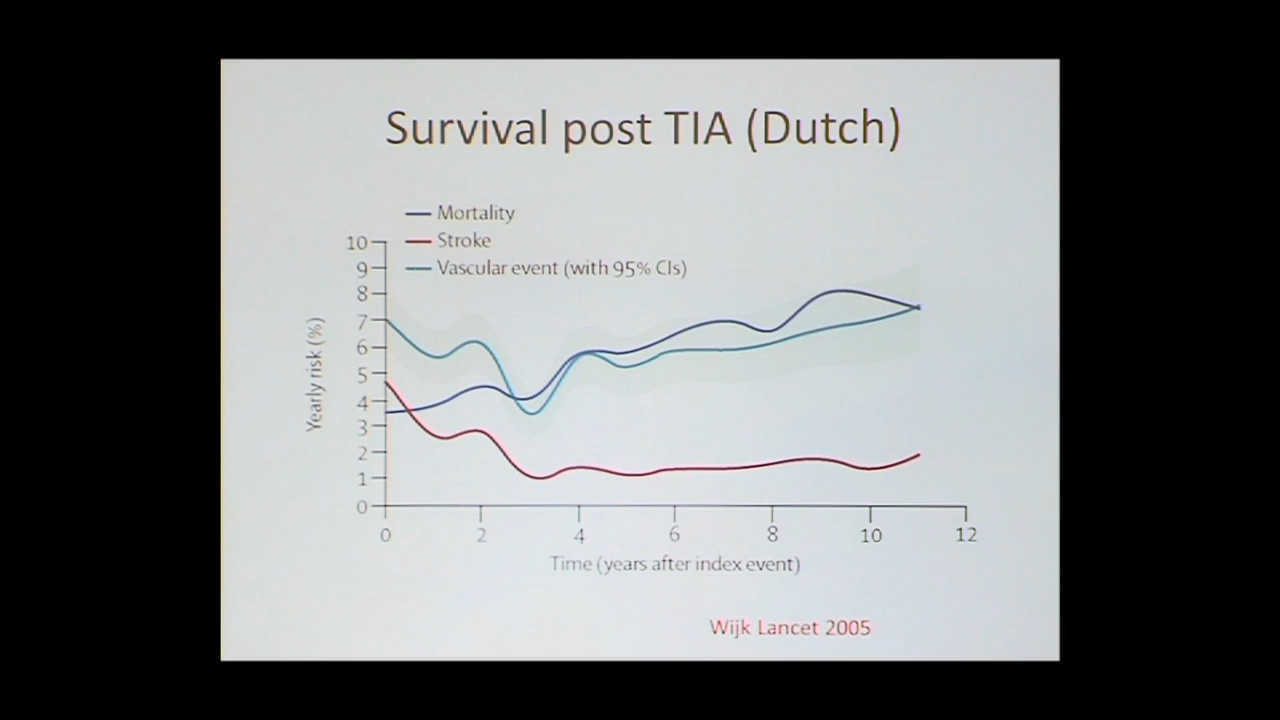 Survival post TIA (Dutch)
Mortality
Stroke
Vascular event (with 95% CIs)
10
9
8
7
6
5
4
3
2
1
0
Yearly risk (%)
0 2 4 6 8 10 12
Time (years after index event)
Wijk Lancet 2005